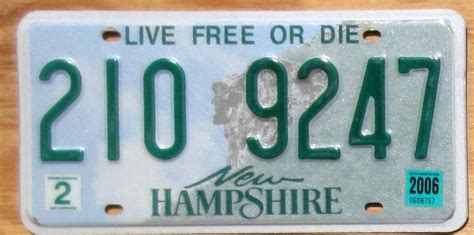 LIVE FREE OR DIE
210 9247
2
New
HAMPSHIRE
2006